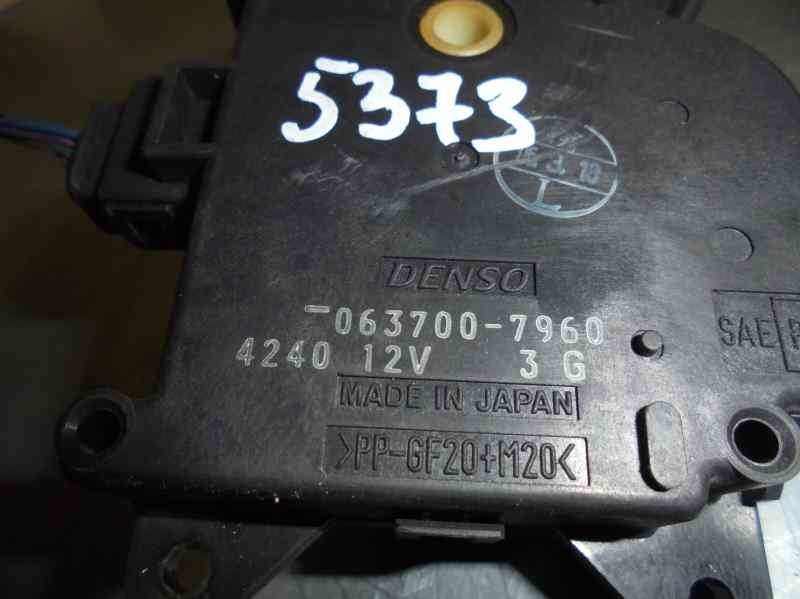 5373
DENSO
-063700-7960
4240 12V 3 G
SAE
MADE IN JAPAN
>PP-GF20+M20<